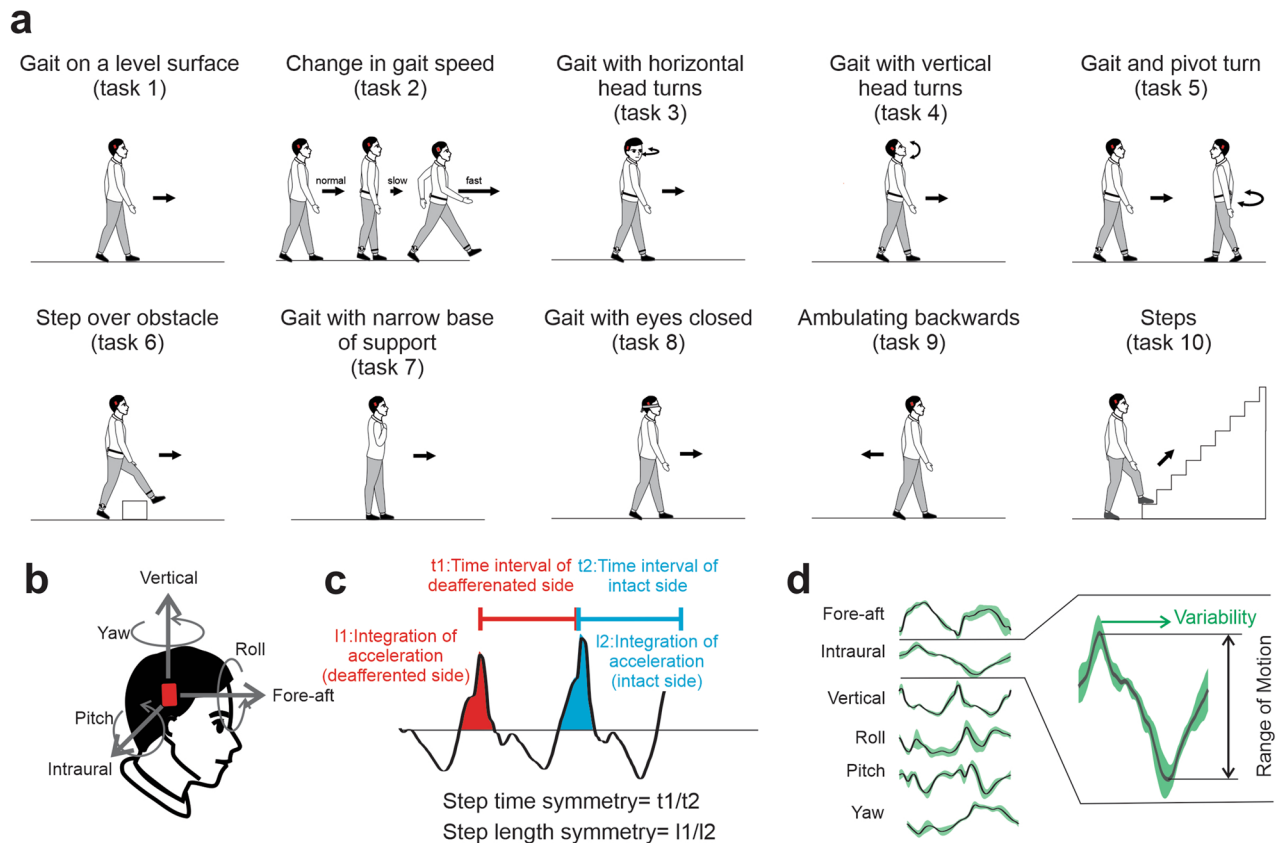 a
Gait on a level surface
(task 1)
Change in gait speed
(task 2)
normal
slow
fast
Gait with horizontal
head turns
(task 3)
Gait with vertical
head turns
(task 4)
Gait and pivot turn
(task 5)
Step over obstacle
(task 6)
Gait with narrow base
of support
(task 7)
Gait with eyes closed
(task 8)
Ambulating backwards
(task 9)
Steps
(task 10)
b
Vertical
Yaw
Roll
Fore-aft
Pitch
Intraural
c
t1:Time interval of
deafferenated side
t2:Time interval of
intact side
l1:Integration of
acceleration
(deafferented side)
l2:Integration of
acceleration
(intact side)
Step time symmetry= t1/t2
Step length symmetry= l1/l2
d
Fore-aft
Intraural
Vertical
Roll
Pitch
Yaw
Variability
Range of Motion